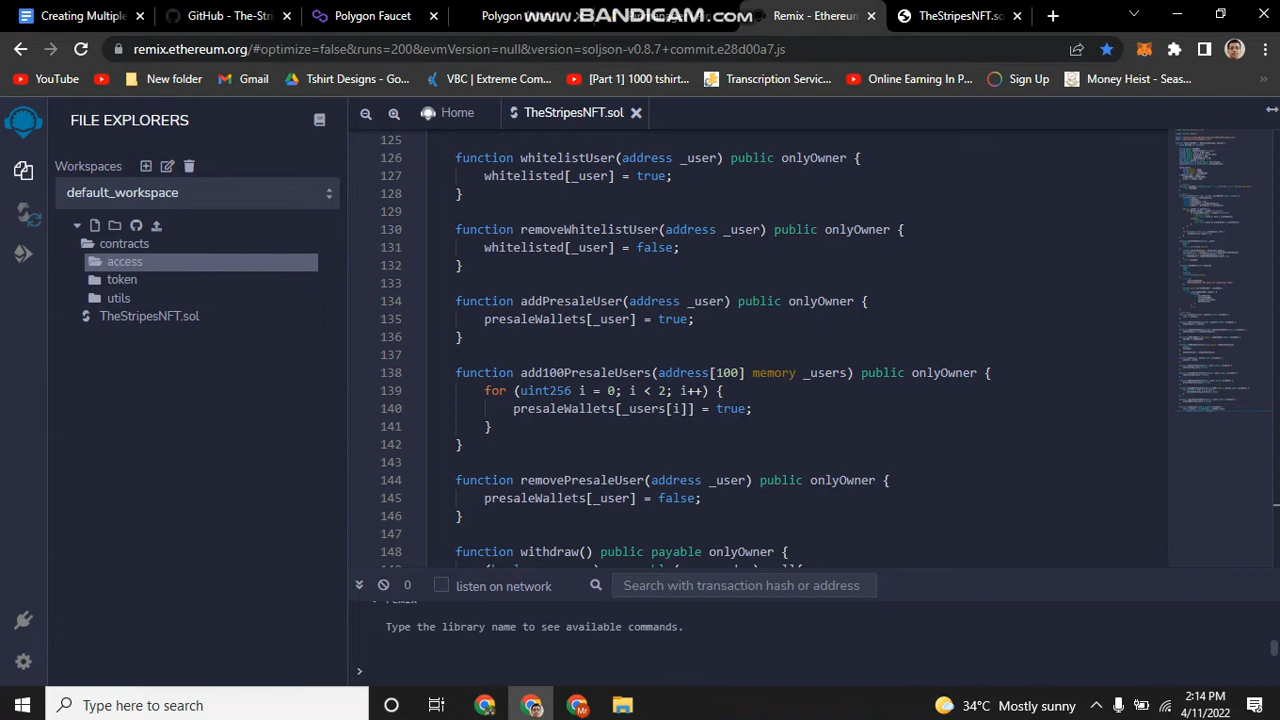 Creating Multiple
GitHub - The-Stri
Polygon Faucet
Polygon
Remix - Ethereum
TheStripesNFT.so
WWW.BANDICAM.COM
remix.ethereum.org/#optimize=false&runs=200&evmVersion=null&version=soljson-v0.8.7+commit.e28d00a7.js
YouTube
New folder
Gmail
Tshirt Designs - Go...
VBC | Extreme Com...
[Part 1] 1000 tshirt...
Transcription Servic...
Online Earning In P...
Sign Up
Money Heist - Seas...
FILE EXPLORERS
Home
TheStripesNFT.sol
Workspaces
default_workspace
contracts
access
token
utils
TheStripesNFT.sol
125
126 function whitelistUser(address _user) public onlyOwner {
127 whitelisted[_user] = true;
128 }
129
130 function removeWhitelistUser(address _user) public onlyOwner {
131 whitelisted[_user] = false;
132 }
133
134 function addPresaleUser(address _user) public onlyOwner {
135 presaleWallets[_user] = true;
136 }
137
138 function add100PresaleUsers(address[100] memory _users) public onlyOwner {
139 for (uint256 i = 0; i < 2; i++) {
140 presaleWallets[_users[i]] = true;
141 }
142 }
143
144 function removePresaleUser(address _user) public onlyOwner {
145 presaleWallets[_user] = false;
146 }
147
148 function withdraw() public payable onlyOwner {
0
listen on network
Search with transaction hash or address
Type the library name to see available commands.
>
Type here to search
34°C Mostly sunny
2:14 PM
4/11/2022